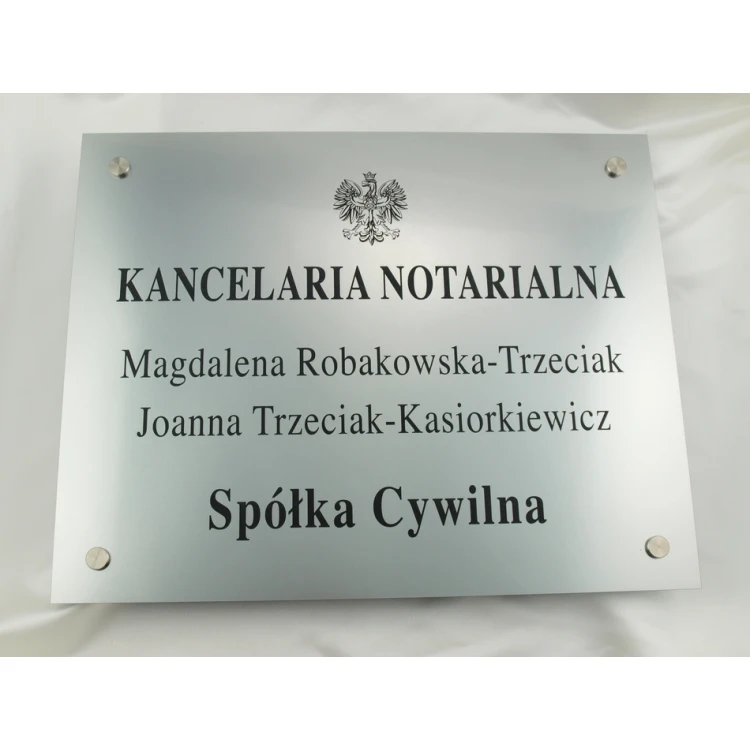 KANCELARIA NOTARIALNA
Magdalena Robakowska-Trzeciak
Joanna Trzeciak-Kasiorkiewicz
Spółka Cywilna